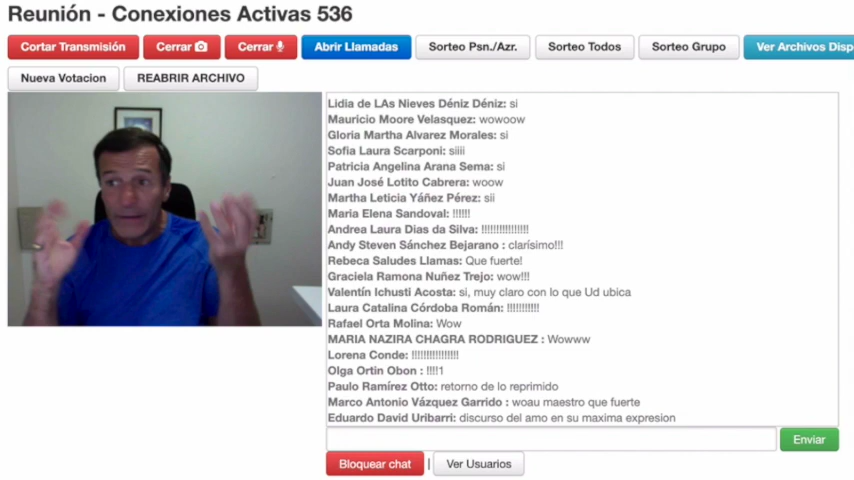 Reunión - Conexiones Activas 536
Cortar Transmisión Cerrar Cerrar Abrir Llamadas Sorteo Psn./Azr. Sorteo Todos Sorteo Grupo Ver Archivos Disp
Nueva Votacion REABRIR ARCHIVO
Lidia de LAs Nieves Déniz Déniz: si
Mauricio Moore Velasquez: wowoow
Gloria Martha Alvarez Morales: si
Sofia Laura Scarponi: siiii
Patricia Angelina Arana Sema: si
Juan José Lotito Cabrera: woow
Martha Leticia Yáñez Pérez: sii
Maria Elena Sandoval: !!!!!!
Andrea Laura Dias da Silva: !!!!!!!!!!!!!!!!!
Andy Steven Sánchez Bejarano : clarísimo!!!
Rebeca Saludes Llamas: Que fuerte!
Graciela Ramona Nuñez Trejo: wow!!!
Valentín Ichusti Acosta: si, muy claro con lo que Ud ubica
Laura Catalina Córdoba Román: !!!!!!!!!!!
Rafael Orta Molina: Wow
MARIA NAZIRA CHAGRA RODRIGUEZ : Wowww
Lorena Conde: !!!!!!!!!!!!!!!!
Olga Ortin Obon : !!!!1
Paulo Ramírez Otto: retorno de lo reprimido
Marco Antonio Vázquez Garrido : woau maestro que fuerte
Eduardo David Uribarri: discurso del amo en su maxima expresion
Enviar
Bloquear chat | Ver Usuarios